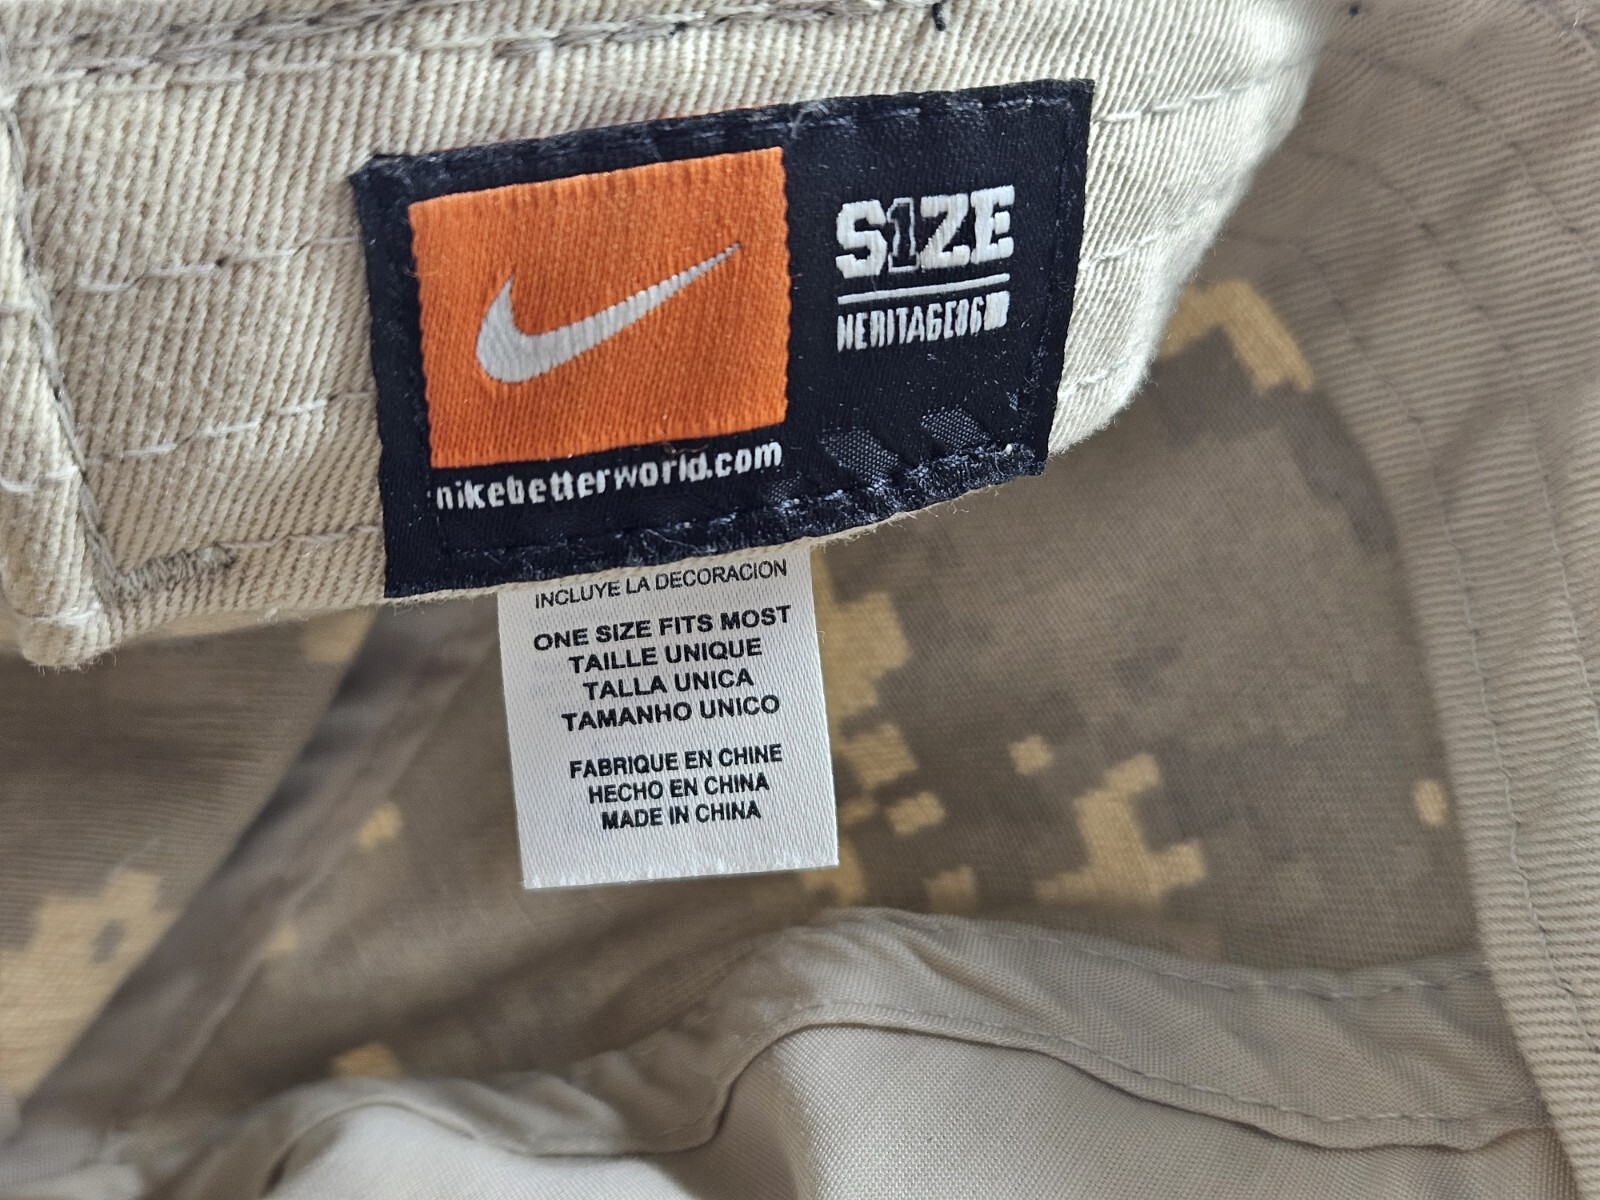 S1ZE
HERITAGE86
nikebetterworld.com
INCLUYE LA DECORACION
ONE SIZE FITS MOST
TAILLE UNIQUE
TALLA UNICA
TAMANHO UNICO
FABRIQUE EN CHINE
HECHO EN CHINA
MADE IN CHINA